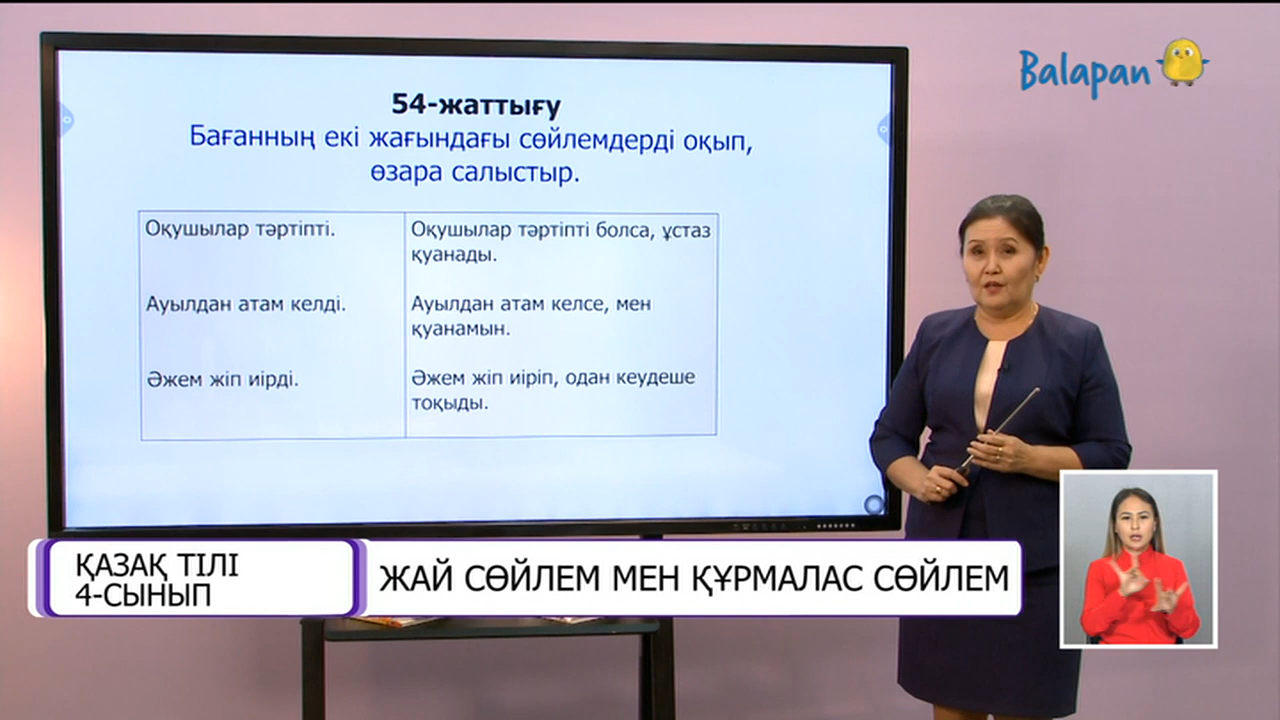 Balapan
54-жаттығу
Бағанның екі жағындағы сөйлемдерді оқып,
өзара салыстыр.
Оқушылар тәртіпті.
Оқушылар тәртіпті болса, ұстаз
қуанады.
Ауылдан атам келді.
Ауылдан атам келсе, мен
қуанамын.
Әжем жіп иірді.
Әжем жіп иіріп, одан кеудеше
тоқыды.
ҚАЗАҚ ТІЛІ
4-СЫНЫП
ЖАЙ СӨЙЛЕМ МЕН ҚҰРМАЛАС СӨЙЛЕМ